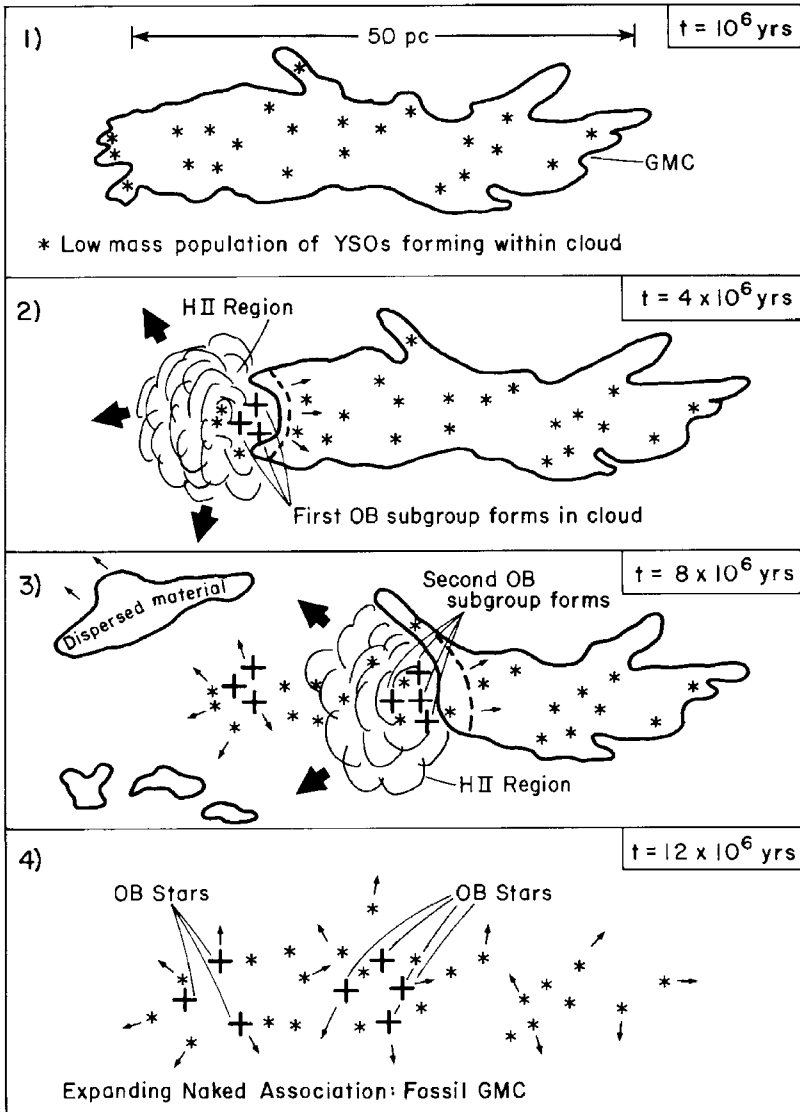 1)
50 pc
t = 10⁶ yrs
GMC
* Low mass population of YSOs forming within cloud
2)
H II Region
t = 4 x 10⁶ yrs
First OB subgroup forms in cloud
3)
t = 8 x 10⁶ yrs
Dispersed material
Second OB
subgroup forms
H II Region
4)
t = 12 x 10⁶ yrs
OB Stars
OB Stars
Expanding Naked Association: Fossil GMC